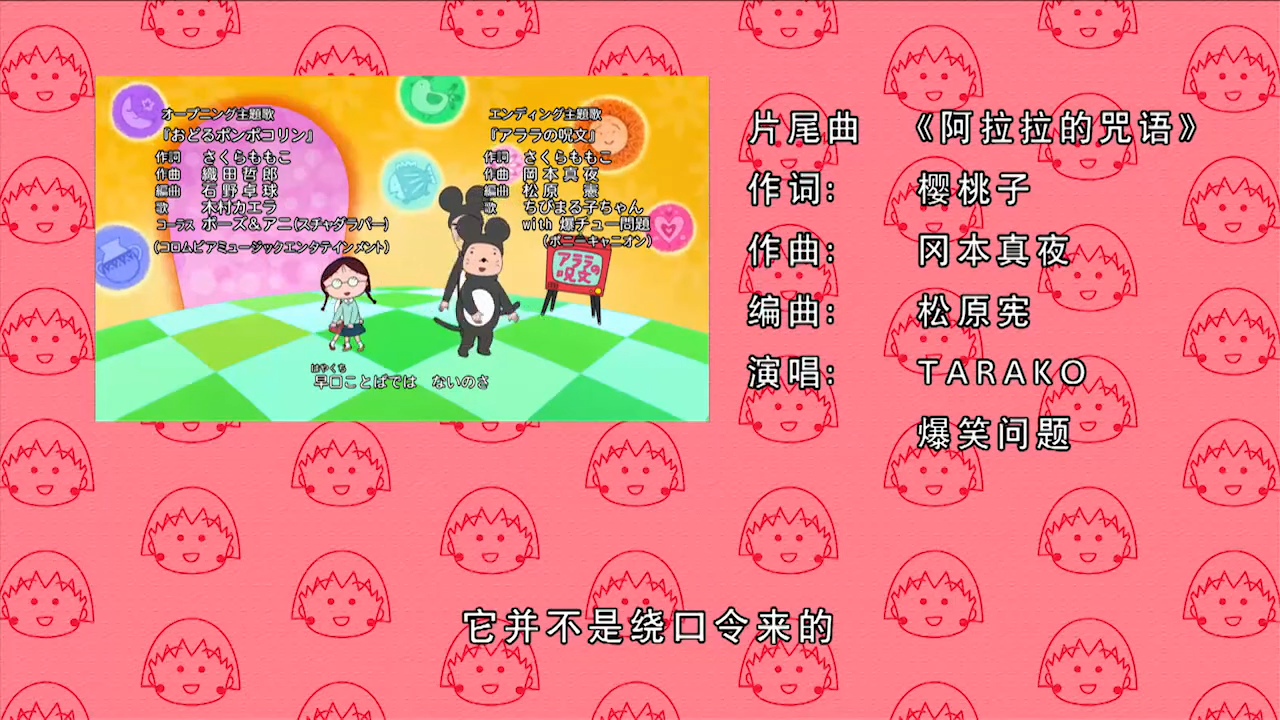 オープニング主題歌
『おどるポンポコリン』
作詞 さくらももこ
作曲 織田哲郎
編曲 石野卓球
歌 木村カエラ
コーラス ボーズ&アニ(スチャダラパー)
(コロムビアミュージックエンタテインメント)
エンディング主題歌
『アララの呪文』
作詞 さくらももこ
作曲 岡本真夜
編曲 松原 憲
歌 ちびまる子ちゃん
with 爆チュー問題
(ポニーキャニオン)
アララの
呪文
はやくち
早口ことばでは ないのさ
片尾曲 《阿拉拉的咒语》
作词: 樱桃子
作曲: 冈本真夜
编曲: 松原宪
演唱: TARAKO
爆笑问题
它并不是绕口令来的